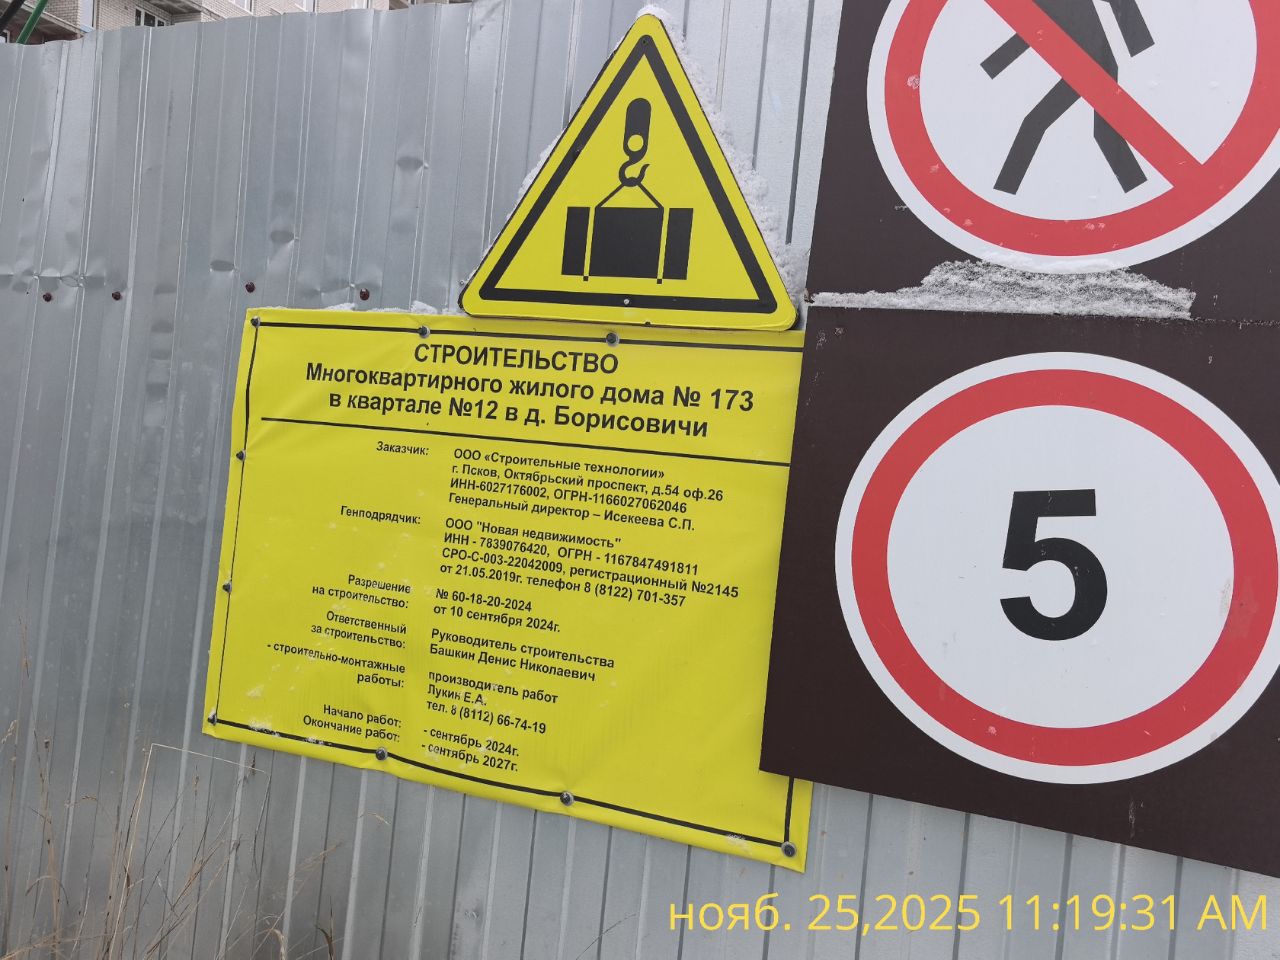 СТРОИТЕЛЬСТВО
Многоквартирного жилого дома № 173
в квартале №12 в д. Борисовичи
Заказчик: ООО «Строительные технологии»
г. Псков, Октябрьский проспект, д.54 оф.26
ИНН-6027176002, ОГРН-1166027062046
Генеральный директор – Исекеева С.П.
Генподрядчик: ООО "Новая недвижимость"
ИНН - 7839076420, ОГРН - 1167847491811
СРО-С-003-22042009, регистрационный №2145
от 21.05.2019г. телефон 8 (8122) 701-357
Разрешение
на строительство: № 60-18-20-2024
от 10 сентября 2024г.
Ответственный
за строительство: Руководитель строительства
Башкин Денис Николаевич
- строительно-монтажные
работы: производитель работ
Лукин Е.А.
тел. 8 (8112) 66-74-19
Начало работ: - сентябрь 2024г.
Окончание работ: - сентябрь 2027г.
5
нояб. 25,2025 11:19:31 AM